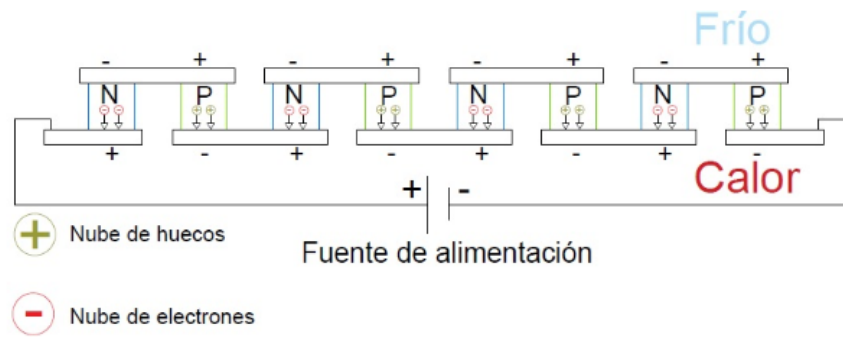 Frío
- + - + - + - +
N P N P N P N P
+ - + - + - + -
Calor
+ -
Fuente de alimentación
+ Nube de huecos
- Nube de electrones